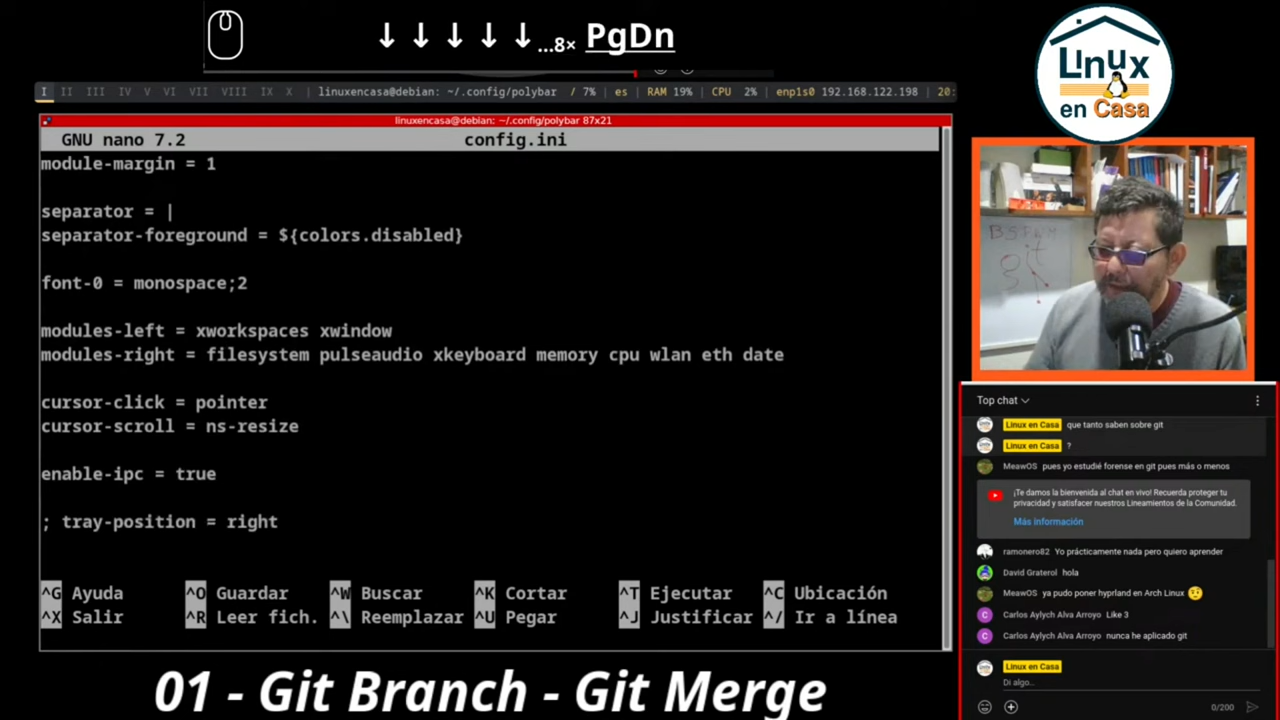 ↓ ↓ ↓ ↓ ↓ ...8× PgDn
Linux
en Casa
I II III IV V VI VII VIII IX X | linuxencasa@debian: ~/.config/polybar / 7% | es | RAM 19% | CPU 2% | enp1s0 192.168.122.198 | 20:
linuxencasa@debian: ~/.config/polybar 87x21
GNU nano 7.2 config.ini
module-margin = 1
separator = |
separator-foreground = ${colors.disabled}
font-0 = monospace;2
modules-left = xworkspaces xwindow
modules-right = filesystem pulseaudio xkeyboard memory cpu wlan eth date
cursor-click = pointer
cursor-scroll = ns-resize
enable-ipc = true
; tray-position = right
^G Ayuda ^O Guardar ^W Buscar ^K Cortar ^T Ejecutar ^C Ubicación
^X Salir ^R Leer fich. ^\ Reemplazar ^U Pegar ^J Justificar ^/ Ir a línea
BSPWM
Top chat
Linux en Casa que tanto saben sobre git
Linux en Casa ?
MeawOS pues yo estudié forense en git pues más o menos
¡Te damos la bienvenida al chat en vivo! Recuerda proteger tu
privacidad y satisfacer nuestros Lineamientos de la Comunidad.
Más información
ramonero82 Yo prácticamente nada pero quiero aprender
David Graterol hola
MeawOS ya pudo poner hyprland en Arch Linux 🤨
C Carlos Aylych Alva Arroyo Like 3
C Carlos Aylych Alva Arroyo nunca he aplicado git
Linux en Casa
Di algo...
0/200
01 - Git Branch - Git Merge